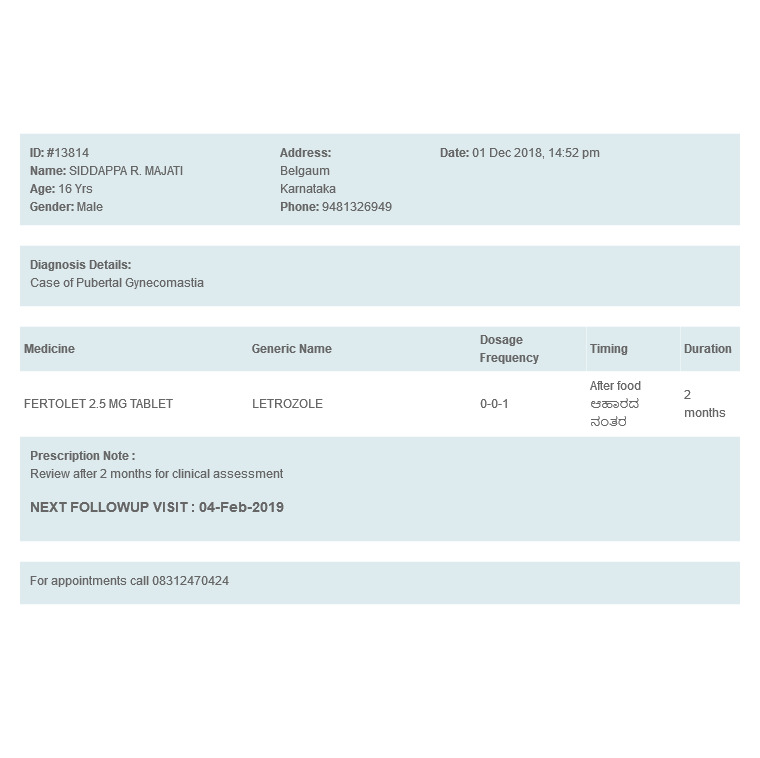 ID: #13814
Name: SIDDAPPA R. MAJATI
Age: 16 Yrs
Gender: Male
Address:
Belgaum
Karnataka
Phone: 9481326949
Date: 01 Dec 2018, 14:52 pm
Diagnosis Details:
Case of Pubertal Gynecomastia
Medicine
Generic Name
Dosage
Frequency
Timing
Duration
FERTOLET 2.5 MG TABLET
LETROZOLE
0-0-1
After food
ಆಹಾರದ
ನಂತರ
2
months
Prescription Note :
Review after 2 months for clinical assessment
NEXT FOLLOWUP VISIT : 04-Feb-2019
For appointments call 08312470424